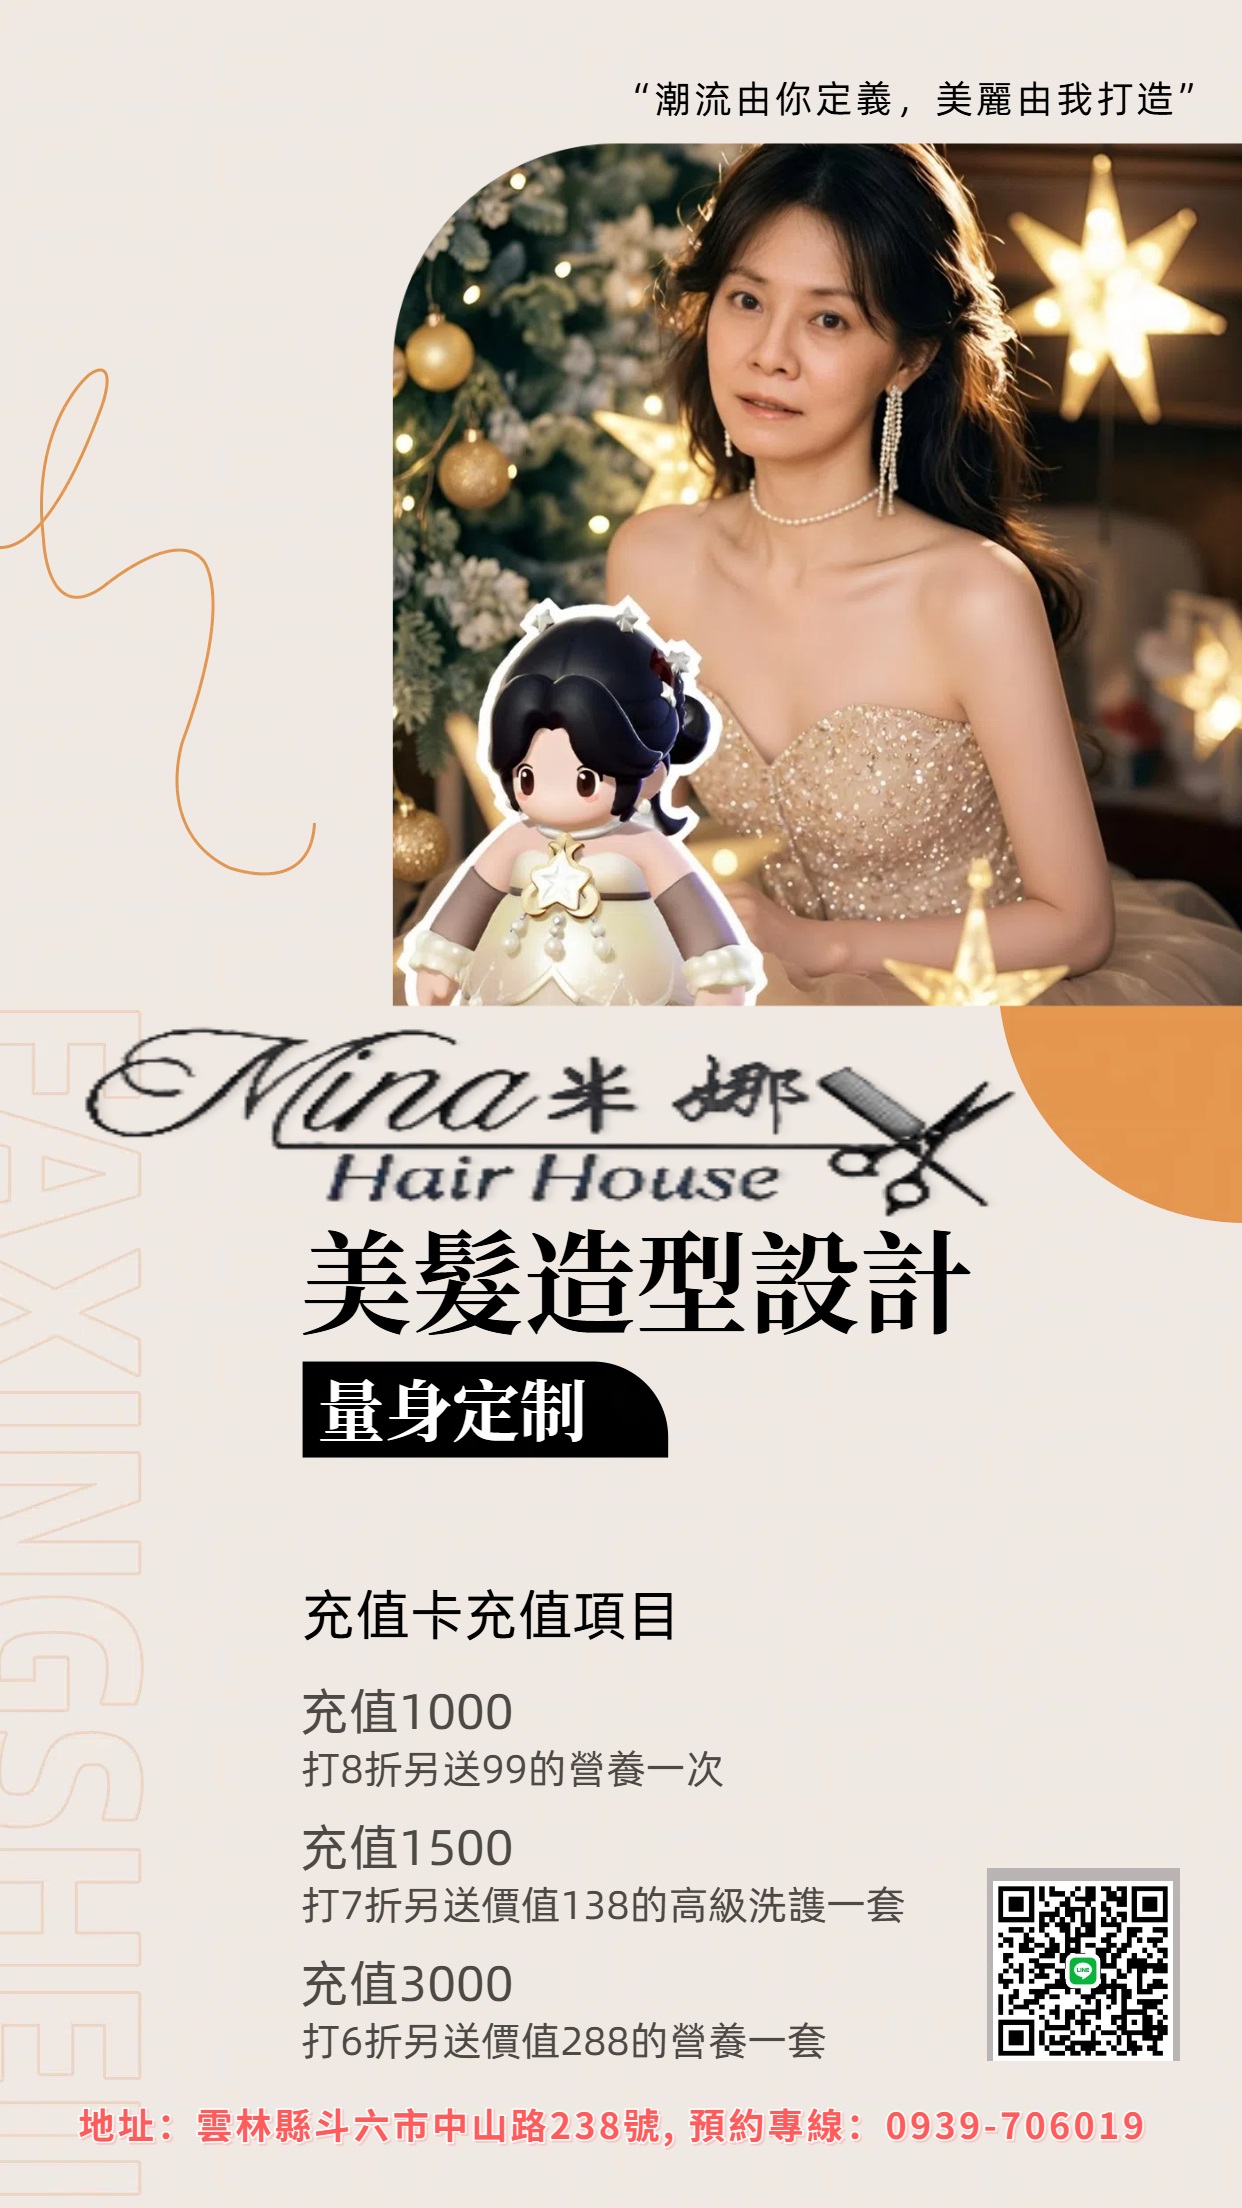 “潮流由你定義，美麗由我打造”
Mina米娜
Hair House
美髮造型設計
量身定制
充值卡充值項目
充值1000
打8折另送99的營養一次
充值1500
打7折另送價值138的高級洗護一套
充值3000
打6折另送價值288的營養一套
LINE
地址：雲林縣斗六市中山路238號, 預約專線：0939-706019
FAXINGSHEJI